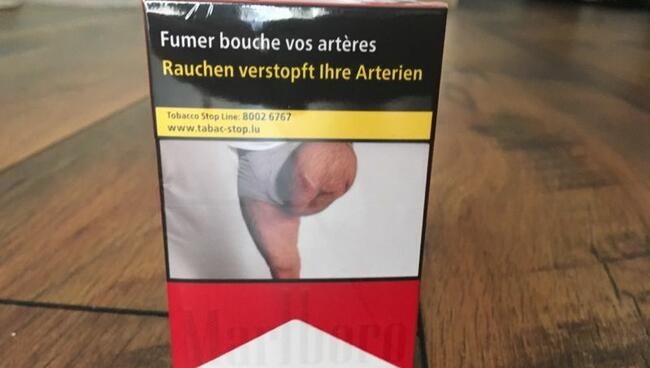 Fumer bouche vos artères
Rauchen verstopft Ihre Arterien
Tobacco Stop Line: 8002 6767
www.tabac-stop.lu
Marlboro